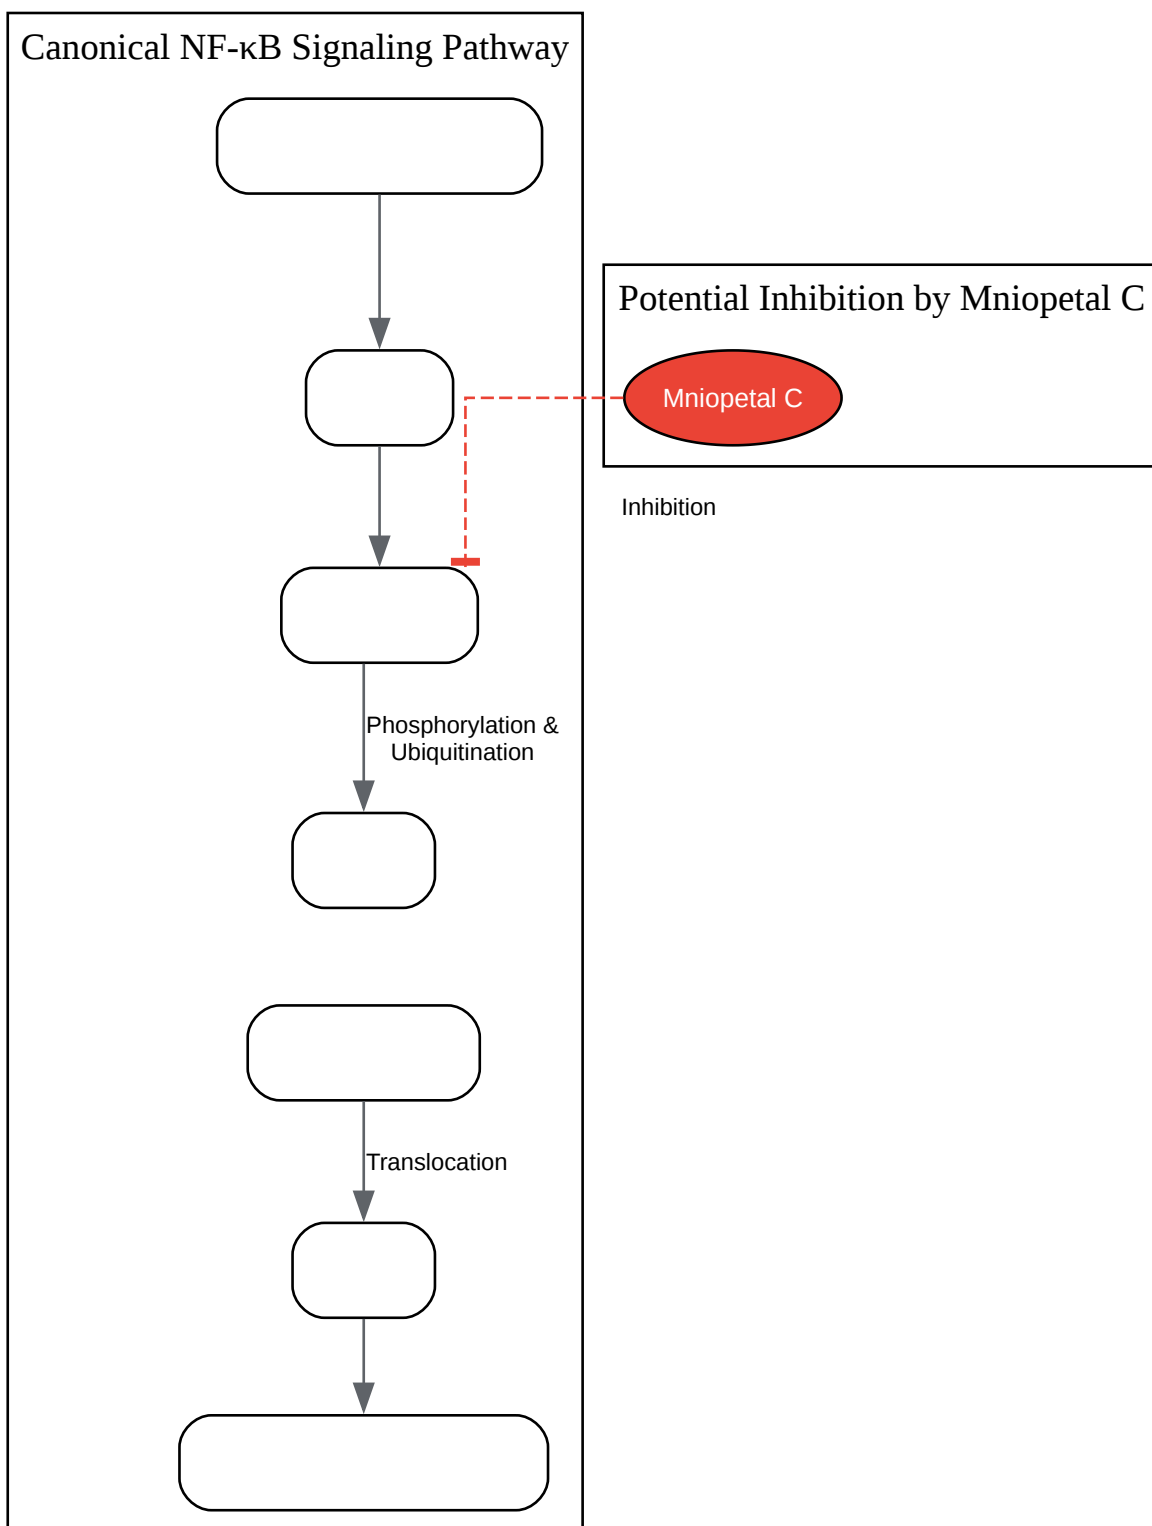 Canonical NF-κB Signaling Pathway
Potential Inhibition by Mniopetal C
Mniopetal C
Inhibition
Phosphorylation &
Ubiquitination
Translocation